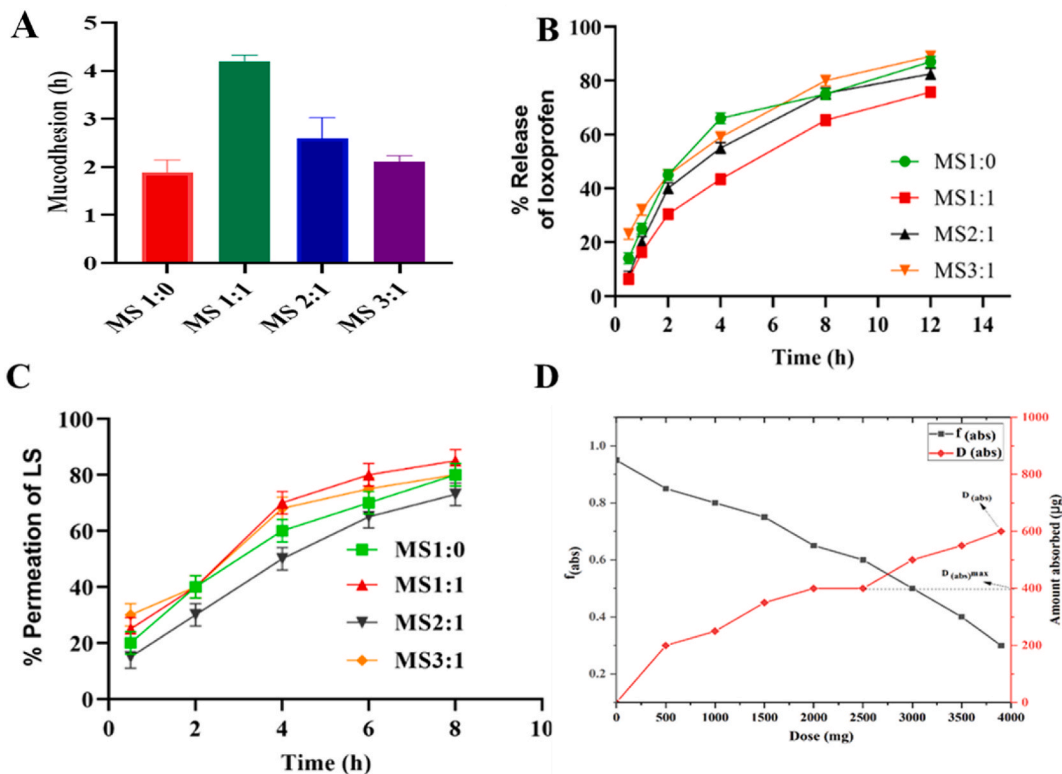 A
Mucodhesion (h)
5
4
3
2
1
0
MS 1:0
MS 1:1
MS 2:1
MS 3:1
B
% Release
of loxoprofen
100
80
60
40
20
0
0
2
4
6
8
10
12
14
Time (h)
MS1:0
MS1:1
MS2:1
MS3:1
C
% Permeation of LS
100
80
60
40
20
0
0
2
4
6
8
10
Time (h)
MS1:0
MS1:1
MS2:1
MS3:1
D
f(abs)
1.0
0.8
0.6
0.4
0.2
0
500
1000
1500
2000
2500
3000
3500
4000
Dose (mg)
1000
800
600
400
200
0
Amount absorbed (µg)
f (abs)
D (abs)
D (abs)
D (abs)max